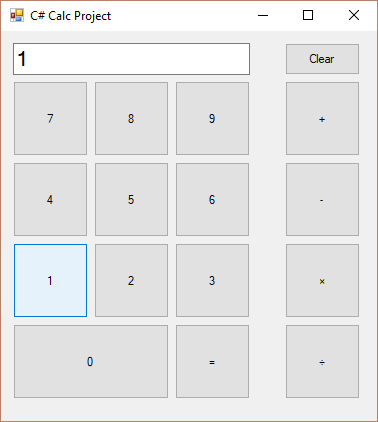 C# Calc Project
1
Clear
7 8 9 +
4 5 6 -
1 2 3 ×
0 = ÷